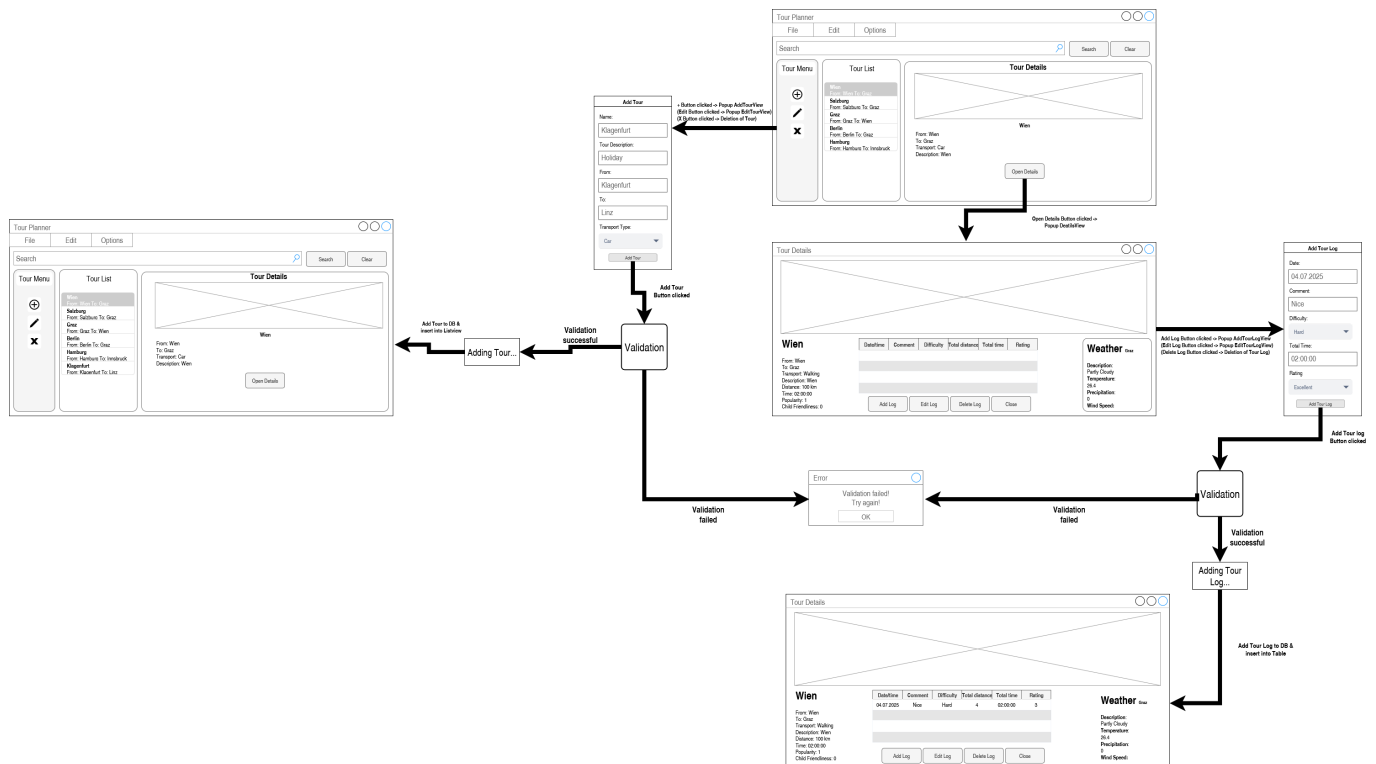 Tour Planner
File Edit Options
Search
Search Clear
Tour Menu
Tour List
Wien
From: Wien To: Graz
Salzburg
From: Salzburg To: Graz
Graz
From: Graz To: Wien
Berlin
From: Berlin To: Graz
Hamburg
From: Hamburg To: Innsbruck
Tour Details
Wien
From: Wien
To: Graz
Transport: Car
Description: Wien
Open Details
+ Button clicked -> Popup AddTourView
(Edit Button clicked -> Popup EditTourView)
(X Button clicked -> Deletion of Tour)
Add Tour
Name:
Klagenfurt
Tour Description:
Holiday
From:
Klagenfurt
To:
Linz
Transport Type:
Car
Add Tour
Add Tour
Button clicked
Validation
Validation
successful
Adding Tour...
Add Tour to DB &
insert into Listview
Tour Planner
File Edit Options
Search
Search Clear
Tour Menu
Tour List
Wien
From: Wien To: Graz
Salzburg
From: Salzburg To: Graz
Graz
From: Graz To: Wien
Berlin
From: Berlin To: Graz
Hamburg
From: Hamburg To: Innsbruck
Klagenfurt
From: Klagenfurt To: Linz
Tour Details
Wien
From: Wien
To: Graz
Transport: Car
Description: Wien
Open Details
Open Details Button clicked ->
Popup DeatilsView
Tour Details
Wien
From: Wien
To: Graz
Transport: Walking
Description: Wien
Distance: 100 km
Time: 02:00:00
Popularity: 1
Child Friendliness: 0
Date/time Comment Difficulty Total distance Total time Rating
Add Log Edit Log Delete Log Close
Weather Graz
Description:
Partly Cloudy
Temperature:
26.4
Precipitation:
0
Wind Speed:
Add Log Button clicked -> Popup AddTourLogView
(Edit Log Button clicked -> Popup EditTourLogView)
(Delete Log Button clicked -> Deletion of Tour Log)
Add Tour Log
Date:
04.07.2025
Comment:
Nice
Difficulty:
Hard
Total Time:
02:00:00
Rating
Excellent
Add Tour Log
Add Tour log
Button clicked
Validation
Validation
failed
Error
Validation failed!
Try again!
OK
Validation
failed
Validation
successful
Adding Tour
Log...
Add Tour Log to DB &
insert into Table
Tour Details
Wien
From: Wien
To: Graz
Transport: Walking
Description: Wien
Distance: 100 km
Time: 02:00:00
Popularity: 1
Child Friendliness: 0
Date/time Comment Difficulty Total distance Total time Rating
04.07.2025 Nice Hard 4 02:00:00 3
Add Log Edit Log Delete Log Close
Weather Graz
Description:
Partly Cloudy
Temperature:
26.4
Precipitation:
0
Wind Speed: